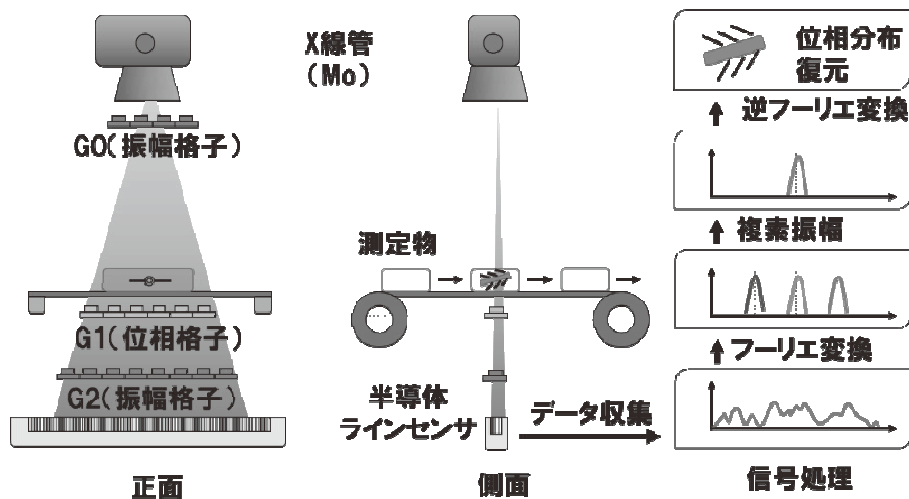 X線管
（Mo）
G0（振幅格子）
G1（位相格子）
G2（振幅格子）
正面
測定物
半導体
ラインセンサ
側面
データ収集
位相分布
復元
逆フーリエ変換
複素振幅
フーリエ変換
信号処理